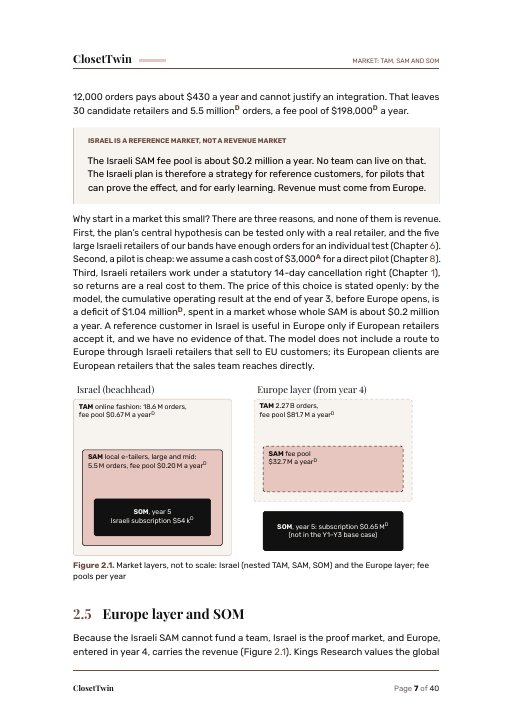 ClosetTwin
MARKET: TAM, SAM AND SOM
12,000 orders pays about $430 a year and cannot justify an integration. That leaves
30 candidate retailers and 5.5 millionᴰ orders, a fee pool of $198,000ᴰ a year.
ISRAEL IS A REFERENCE MARKET, NOT A REVENUE MARKET
The Israeli SAM fee pool is about $0.2 million a year. No team can live on that.
The Israeli plan is therefore a strategy for reference customers, for pilots that
can prove the effect, and for early learning. Revenue must come from Europe.
Why start in a market this small? There are three reasons, and none of them is revenue.
First, the plan’s central hypothesis can be tested only with a real retailer, and the five
large Israeli retailers of our bands have enough orders for an individual test (Chapter 6).
Second, a pilot is cheap: we assume a cash cost of $3,000ᴬ for a direct pilot (Chapter 8).
Third, Israeli retailers work under a statutory 14-day cancellation right (Chapter 1),
so returns are a real cost to them. The price of this choice is stated openly: by the
model, the cumulative operating result at the end of year 3, before Europe opens, is
a deficit of $1.04 millionᴰ, spent in a market whose whole SAM is about $0.2 million
a year. A reference customer in Israel is useful in Europe only if European retailers
accept it, and we have no evidence of that. The model does not include a route to
Europe through Israeli retailers that sell to EU customers; its European clients are
European retailers that the sales team reaches directly.
Israel (beachhead)
TAM online fashion: 18.6 M orders,
fee pool $0.67 M a yearᴰ
SAM local e-tailers, large and mid:
5.5 M orders, fee pool $0.20 M a yearᴰ
SOM, year 5
Israeli subscription $54 kᴰ
Europe layer (from year 4)
TAM 2.27 B orders,
fee pool $81.7 M a yearᴰ
SAM fee pool
$32.7 M a yearᴰ
SOM, year 5: subscription $0.65 Mᴰ
(not in the Y1–Y3 base case)
Figure 2.1. Market layers, not to scale: Israel (nested TAM, SAM, SOM) and the Europe layer; fee
pools per year
2.5 Europe layer and SOM
Because the Israeli SAM cannot fund a team, Israel is the proof market, and Europe,
entered in year 4, carries the revenue (Figure 2.1). Kings Research values the global
ClosetTwin
Page 7 of 40